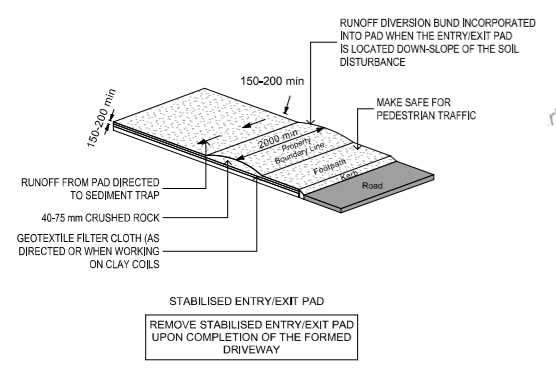 RUNOFF DIVERSION BUND INCORPORATED
INTO PAD WHEN THE ENTRY/EXIT PAD
IS LOCATED DOWN-SLOPE OF THE SOIL
DISTURBANCE
150-200 min
MAKE SAFE FOR
PEDESTRIAN TRAFFIC
150-200 min
2000 min
Property
Boundary Line
Footpath
Kerb
Road
RUNOFF FROM PAD DIRECTED
TO SEDIMENT TRAP
40-75 mm CRUSHED ROCK
GEOTEXTILE FILTER CLOTH (AS
DIRECTED OR WHEN WORKING
ON CLAY COILS
STABILISED ENTRY/EXIT PAD
REMOVE STABILISED ENTRY/EXIT PAD
UPON COMPLETION OF THE FORMED
DRIVEWAY